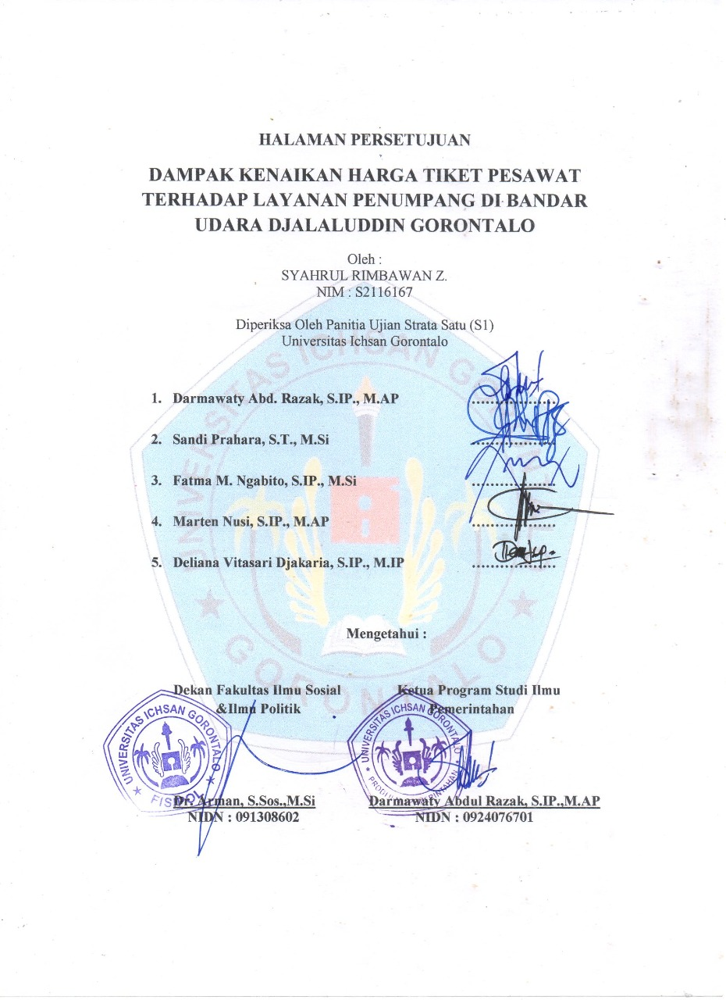 HALAMAN PERSETUJUAN
DAMPAK KENAIKAN HARGA TIKET PESAWAT
TERHADAP LAYANAN PENUMPANG DI BANDAR
UDARA DJALALUDDIN GORONTALO
Oleh :
SYAHRUL RIMBAWAN Z.
NIM : S2116167
Diperiksa Oleh Panitia Ujian Strata Satu (S1)
Universitas Ichsan Gorontalo
UNIVERSITAS ICHSAN
GORONTALO
1. Darmawaty Abd. Razak, S.IP., M.AP ....................
2. Sandi Prahara, S.T., M.Si ....................
3. Fatma M. Ngabito, S.IP., M.Si ....................
4. Marten Nusi, S.IP., M.AP ....................
5. Deliana Vitasari Djakaria, S.IP., M.IP ....................
Mengetahui :
Dekan Fakultas Ilmu Sosial
&Ilmu Politik
Ketua Program Studi Ilmu
Pemerintahan
UNIVERSITAS ICHSAN GORONTALO
UNIVERSITAS ICHSAN GORONTALO
Dr. Arman, S.Sos.,M.Si
NIDN : 091308602
Darmawaty Abdul Razak, S.IP.,M.AP
NIDN : 0924076701